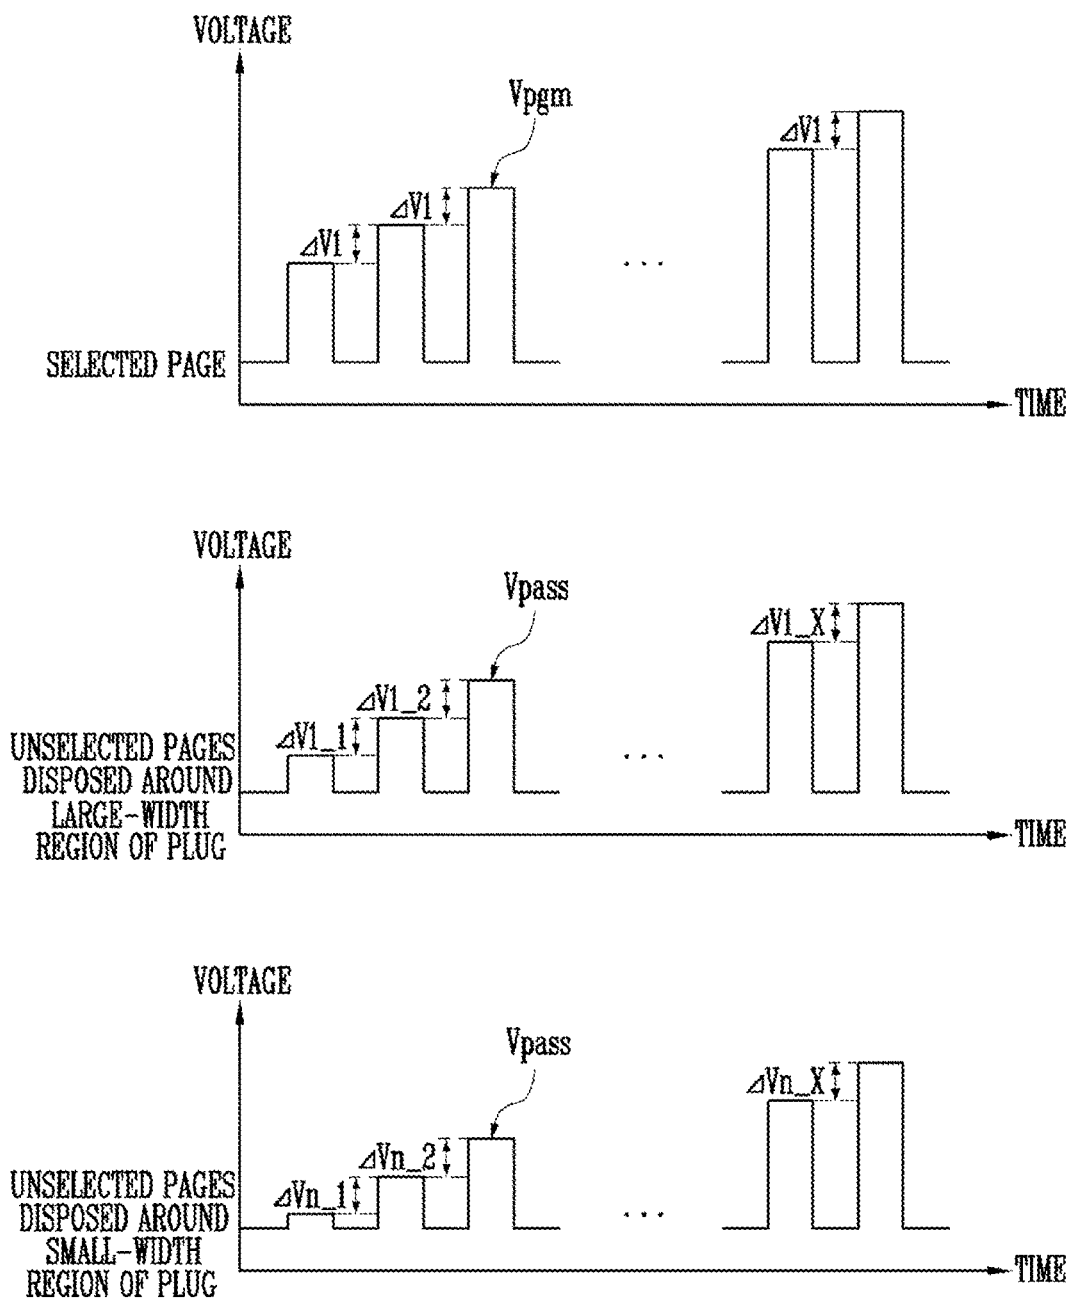 VOLTAGE
Vpgm
⊿V1
⊿V1
⊿V1
. . .
SELECTED PAGE
TIME
VOLTAGE
Vpass
⊿V1_X
⊿V1_2
⊿V1_1
UNSELECTED PAGES
DISPOSED AROUND
LARGE-WIDTH
REGION OF PLUG
. . .
TIME
VOLTAGE
Vpass
⊿Vn_X
⊿Vn_2
⊿Vn_1
UNSELECTED PAGES
DISPOSED AROUND
SMALL-WIDTH
REGION OF PLUG
. . .
TIME